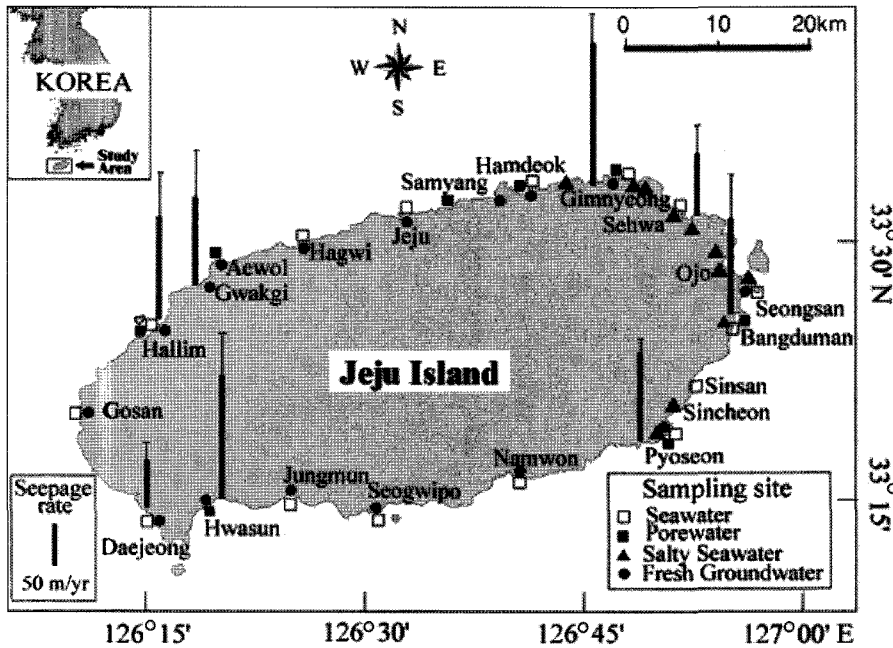 0 10 20km
N
W E
S
KOREA
Study
Area
Hamdeok
Samyang
Gimnyeong
Sehwa
Jeju
Hagwi
Aewol
Gwakgi
Ojo
Seongsan
Bangduman
Hallim
Jeju Island
Sinsan
Sincheon
Gosan
Namwon
Pyoseon
Jungmun
Seogwipo
Hwasun
Daejeong
33° 30' N
33° 15'
Seepage
rate
50 m/yr
Sampling site
Seawater
Porewater
Salty Seawater
Fresh Groundwater
126° 15' 126° 30' 126° 45' 127° 00' E